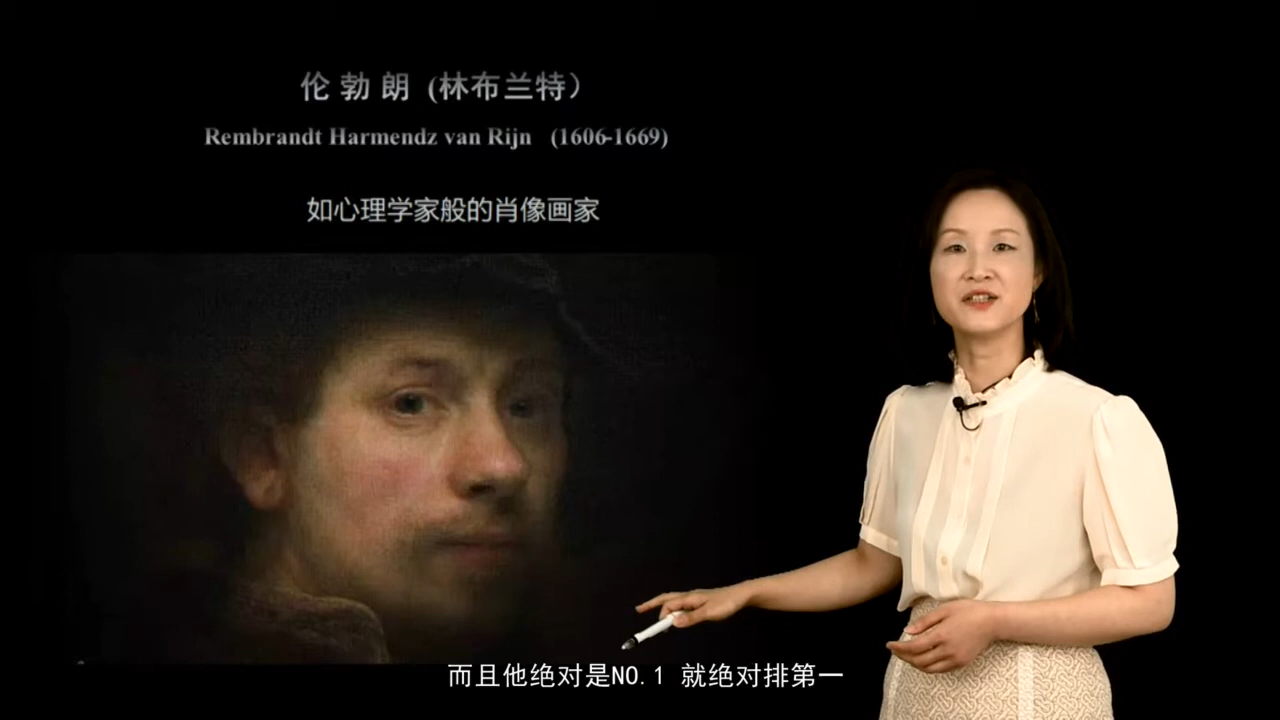 伦勃朗 (林布兰特）
Rembrandt Harmendz van Rijn (1606-1669)
如心理学家般的肖像画家
而且他绝对是NO.1 就绝对排第一